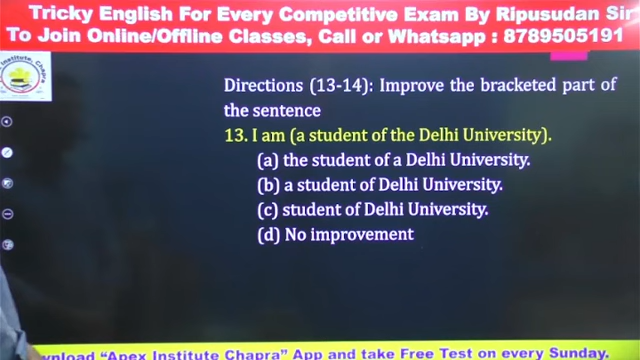 Tricky English For Every Competitive Exam By Ripusudan Sir
To Join Online/Offline Classes, Call or Whatsapp : 8789505191
Institute, Chapra
Directions (13-14): Improve the bracketed part of
the sentence
13. I am (a student of the Delhi University).
(a) the student of a Delhi University.
(b) a student of Delhi University.
(c) student of Delhi University.
(d) No improvement
wnload "Apex Institute Chapra" App and take Free Test on every Sunday.